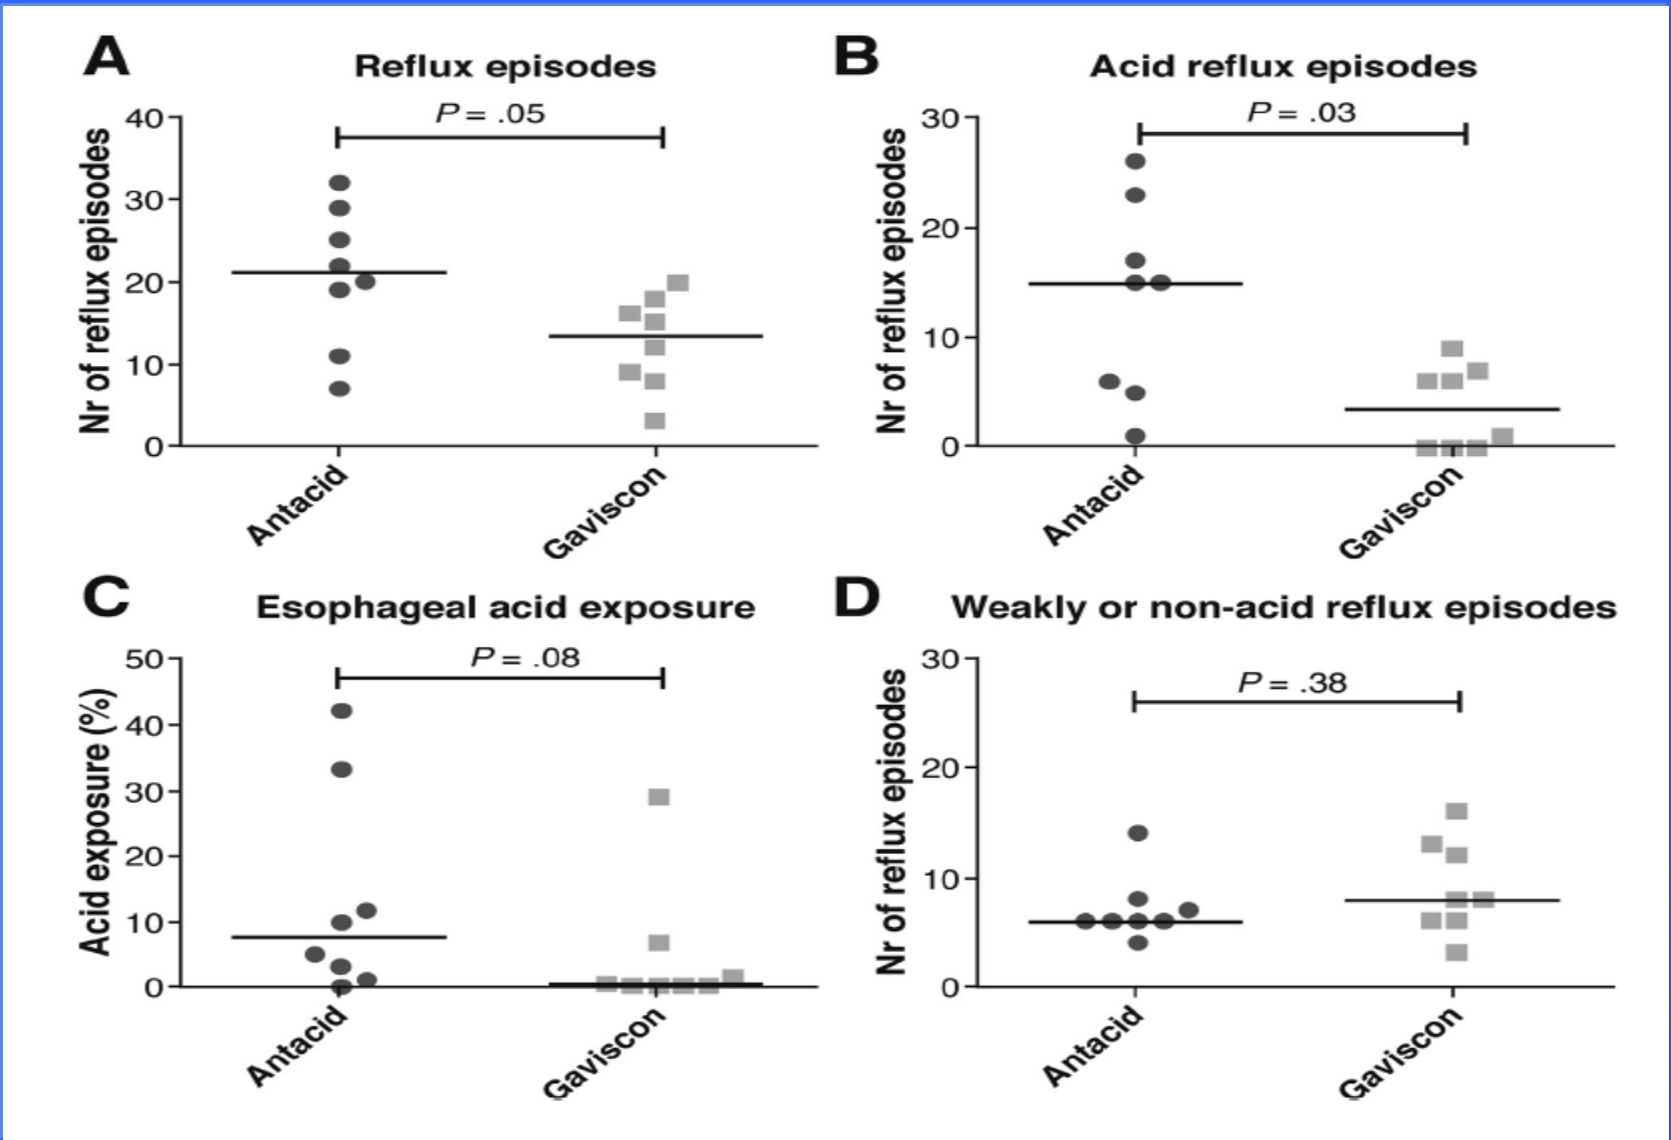 A
Reflux episodes
P = .05
Nr of reflux episodes
40
30
20
10
0
Antacid
Gaviscon
B
Acid reflux episodes
P = .03
Nr of reflux episodes
30
20
10
0
Antacid
Gaviscon
C
Esophageal acid exposure
P = .08
Acid exposure (%)
50
40
30
20
10
0
Antacid
Gaviscon
D
Weakly or non-acid reflux episodes
P = .38
Nr of reflux episodes
30
20
10
0
Antacid
Gaviscon